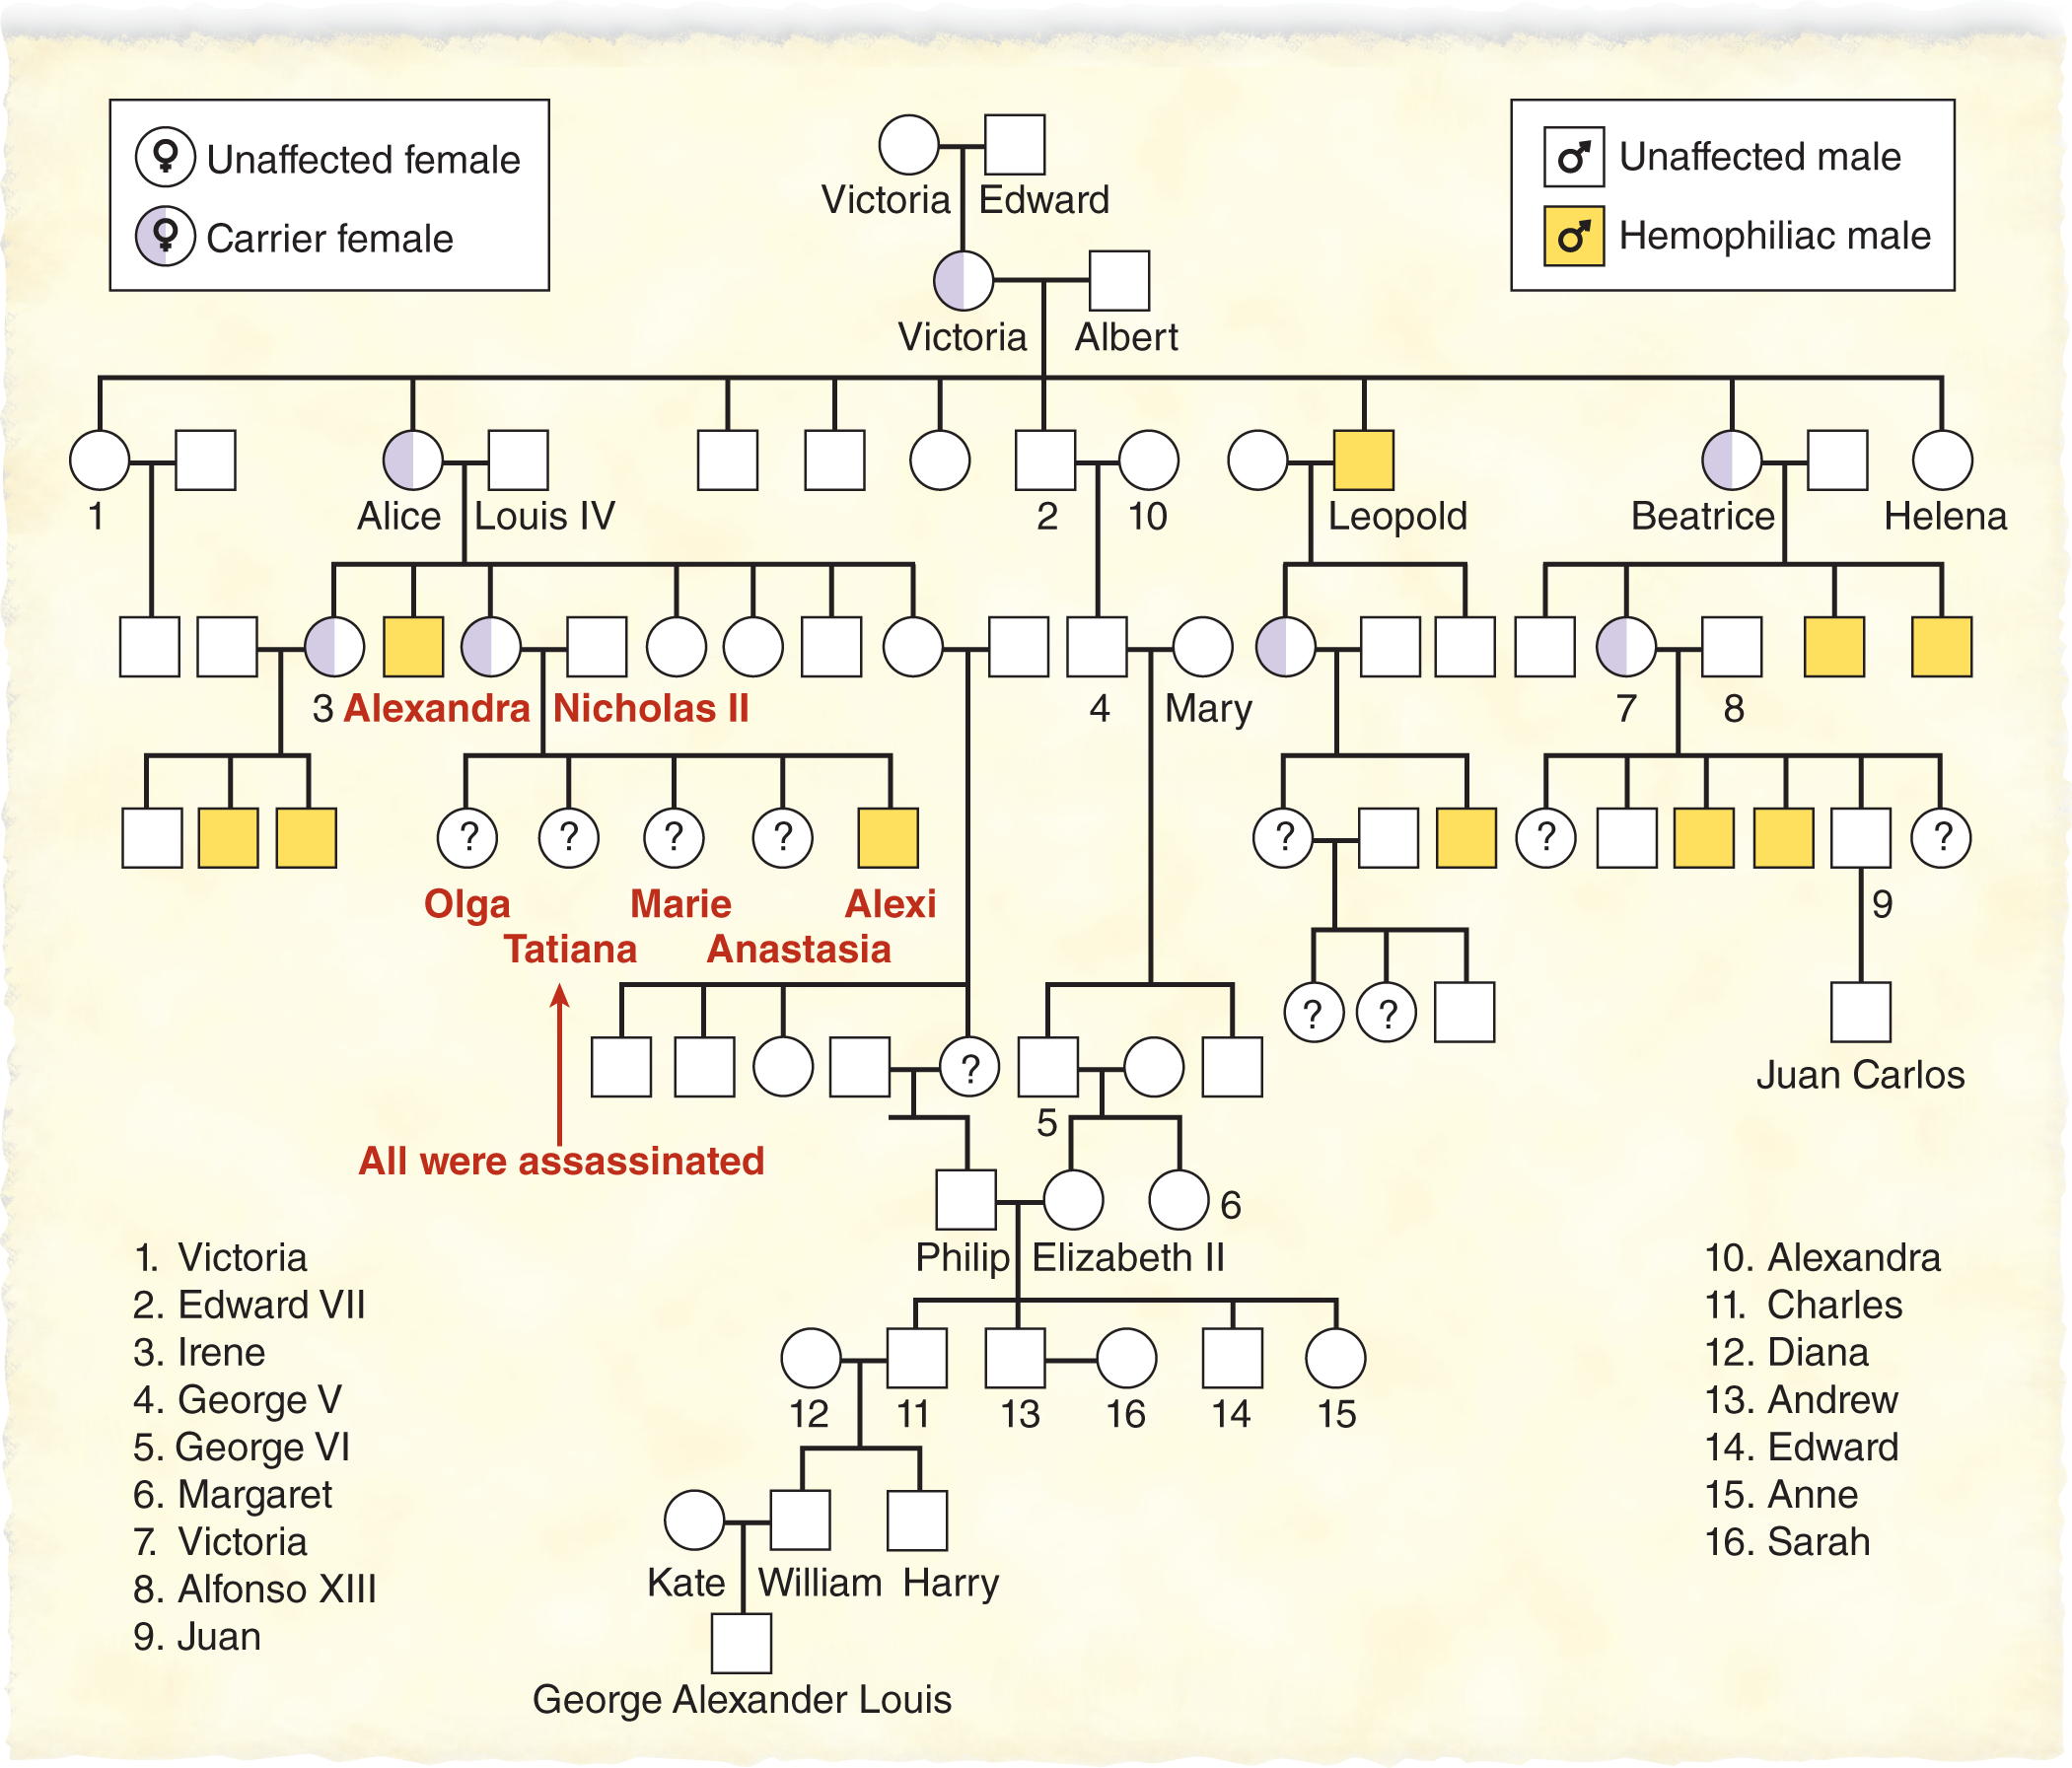 Unaffected female
Carrier female
Unaffected male
Hemophiliac male
Victoria Edward
Victoria Albert
1 Alice Louis IV 2 10 Leopold Beatrice Helena
3 Alexandra Nicholas II 4 Mary 7 8
? ? ? ? ? ? ?
Olga Marie Alexi 9
Tatiana Anastasia
? ?
?
Juan Carlos
5
All were assassinated
6
Philip Elizabeth II
12 11 13 16 14 15
Kate William Harry
George Alexander Louis
1. Victoria
2. Edward VII
3. Irene
4. George V
5. George VI
6. Margaret
7. Victoria
8. Alfonso XIII
9. Juan
10. Alexandra
11. Charles
12. Diana
13. Andrew
14. Edward
15. Anne
16. Sarah